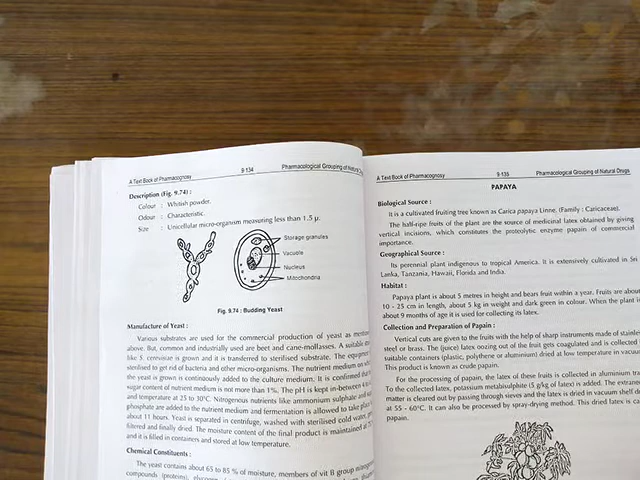 A Text Book of Pharmacognosy 9-134 Pharmacological Grouping of Natural
Description (Fig. 9.74) :
Colour : Whitish powder.
Odour : Characteristic.
Size : Unicellular micro-organism measuring less than 1.5 μ.
Storage granules
Vacuole
Nucleus
Mitochondria
Fig. 9.74 : Budding Yeast
Manufacture of Yeast :
Various substrates are used for the commercial production of yeast as
above. But, common and industrially used are beet and cane-molasses. A suitable
like S. cerevisiae is grown and it is transferred to sterilised substrate. The
sterilised to get rid of bacteria and other micro-organisms. The nutrient medium on
the yeast is grown is continuously added to the culture medium. It is confirmed
sugar content of nutrient medium is not more than 1%. The pH is kept in-between
and temperature at 25 to 30°C. Nitrogenous nutrients like ammonium sulphate and
phosphate are added to the nutrient medium and fermentation is allowed to take
about 11 hours. Yeast is separated in centrifuge, washed with sterilised cold water,
filtered and finally dried. The moisture content of the final product is maintained at
and it is filled in containers and stored at low temperature.
Chemical Constituents :
The yeast contains about 65 to 85 % of moisture, members of vit B group
compounds (proteins),
A Text Book of Pharmacognosy 9-135 Pharmacological Grouping of Natural Drugs
PAPAYA
Biological Source :
It is a cultivated fruiting tree known as Carica papaya Linne. (Family : Caricaceae).
The half-ripe fruits of the plant are the source of medicinal latex obtained by giving
vertical incisions, which constitutes the proteolytic enzyme papain of commercial
importance.
Geographical Source :
Its perennial plant indigenous to tropical America. It is extensively cultivated in Sri
Lanka, Tanzania, Hawaii, Florida and India.
Habitat :
Papaya plant is about 5 metres in height and bears fruit within a year. Fruits are about
10 - 25 cm in length, about 5 kg in weight and dark green in colour. When the plant is
about 9 months of age it is used for collecting its latex.
Collection and Preparation of Papain :
Vertical cuts are given to the fruits with the help of sharp instruments made of stainless
steel or brass. The (juice) latex oozing out of the fruit gets coagulated and is collected
suitable containers (plastic, polythene or aluminium) dried at low temperature in vacuum
This product is known as crude papain.
For the processing of papain, the latex of these fruits is collected in aluminium
To the collected latex, potassium metabisulphite (5 g/kg of latex) is added. The
matter is cleared out by passing through sieves and the latex is dried in vacuum shelf
at 55 - 60°C. It can also be processed by spray-drying method. This dried latex is
papain.